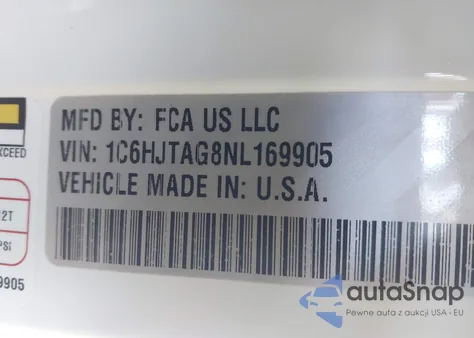 MFD BY: FCA US LLC
VIN: 1C6HJTAG8NL169905
VEHICLE MADE IN: U.S.A.
XCEED
2T
PSI
9905
autaSnap
Pewne auta z aukcji USA - EU